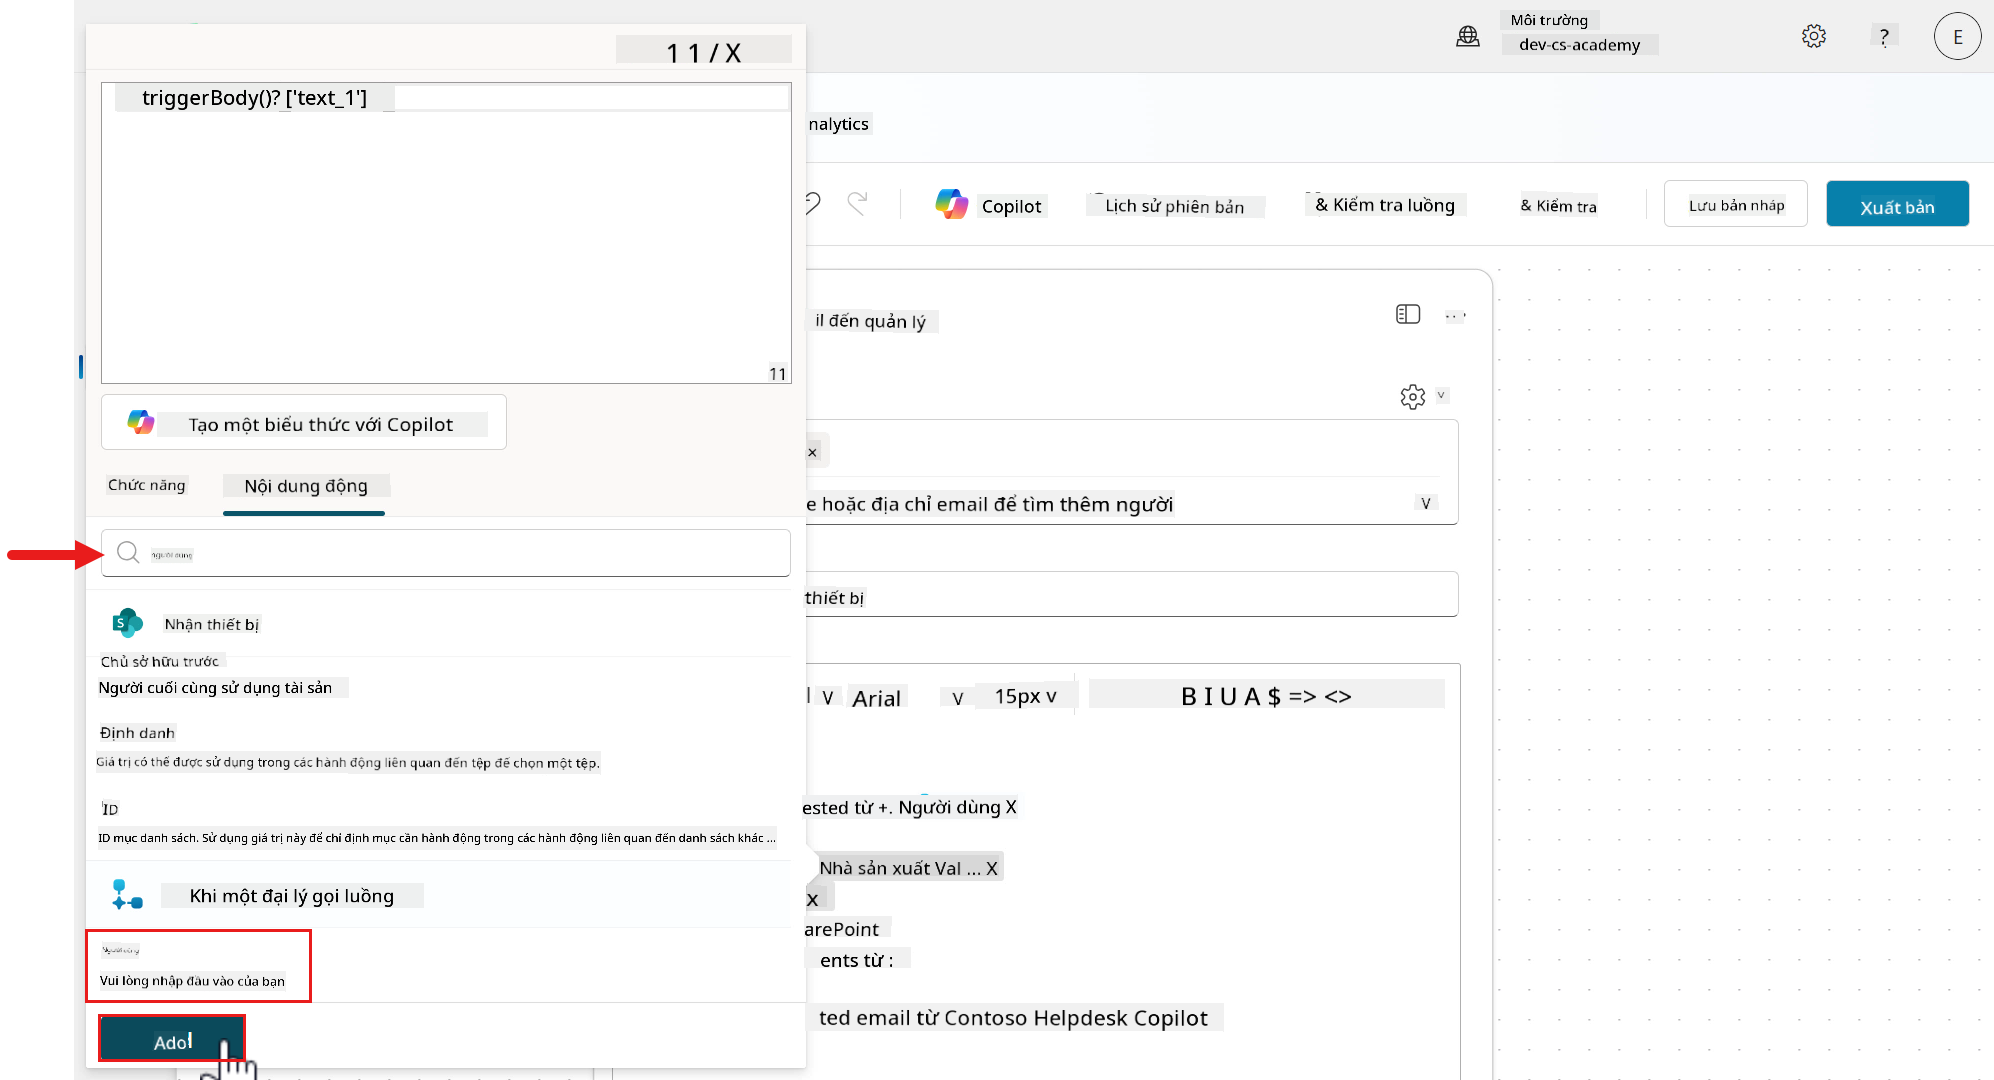 Môi trường
dev-cs-academy
?
E
1 1 / X
triggerBody()? ['text_1']
11
nalytics
Copilot
Lịch sử phiên bản
& Kiểm tra luồng
& Kiểm tra
Lưu bản nháp
Xuất bản
il đến quản lý
Tạo một biểu thức với Copilot
Chức năng
Nội dung động
người dùng
x
e hoặc địa chỉ email để tìm thêm người
V
thiết bị
Nhận thiết bị
Chủ sở hữu trước
Người cuối cùng sử dụng tài sản
Định danh
Giá trị có thể được sử dụng trong các hành động liên quan đến tệp để chọn một tệp.
ID
ID mục danh sách. Sử dụng giá trị này để chỉ định mục cần hành động trong các hành động liên quan đến danh sách khác ...
Khi một đại lý gọi luồng
Người dùng
Vui lòng nhập đầu vào của bạn
Add
l V Arial V 15px v B I U A $ => <>
ested từ +. Người dùng X
Nhà sản xuất Val ... X
x
arePoint
ents từ :
ted email từ Contoso Helpdesk Copilot